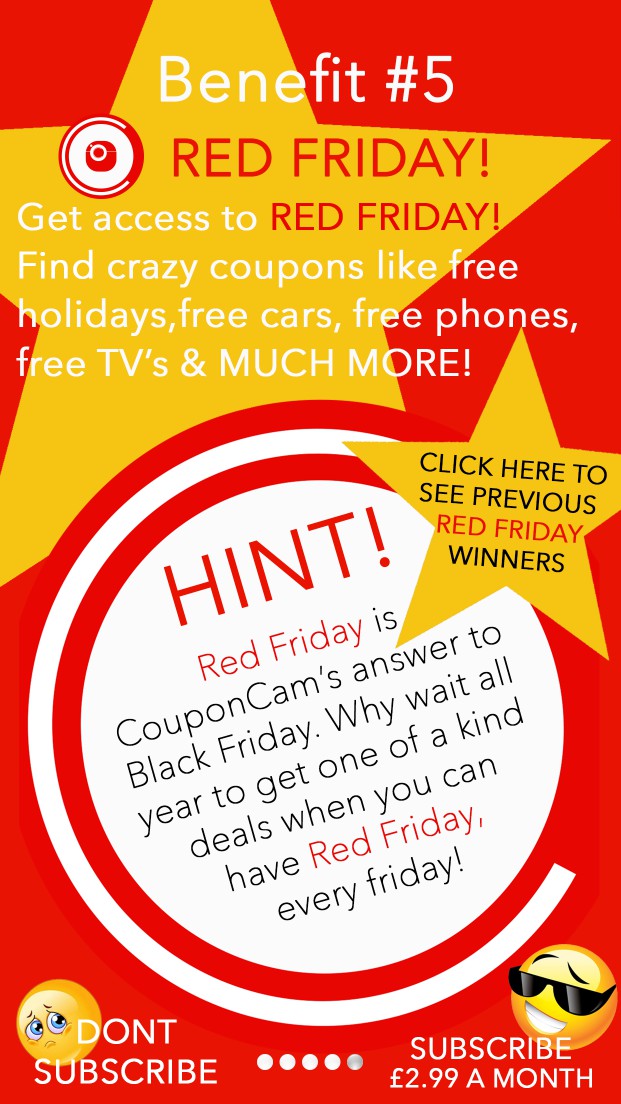 Benefit #5
RED FRIDAY!
Get access to RED FRIDAY!
Find crazy coupons like free
holidays,free cars, free phones,
free TV's & MUCH MORE!
CLICK HERE TO
SEE PREVIOUS
RED FRIDAY
WINNERS
HINT!
Red Friday is
CouponCam's answer to
Black Friday. Why wait all
year to get one of a kind
deals when you can
have Red Friday,
every friday!
DONT
SUBSCRIBE
SUBSCRIBE
£2.99 A MONTH